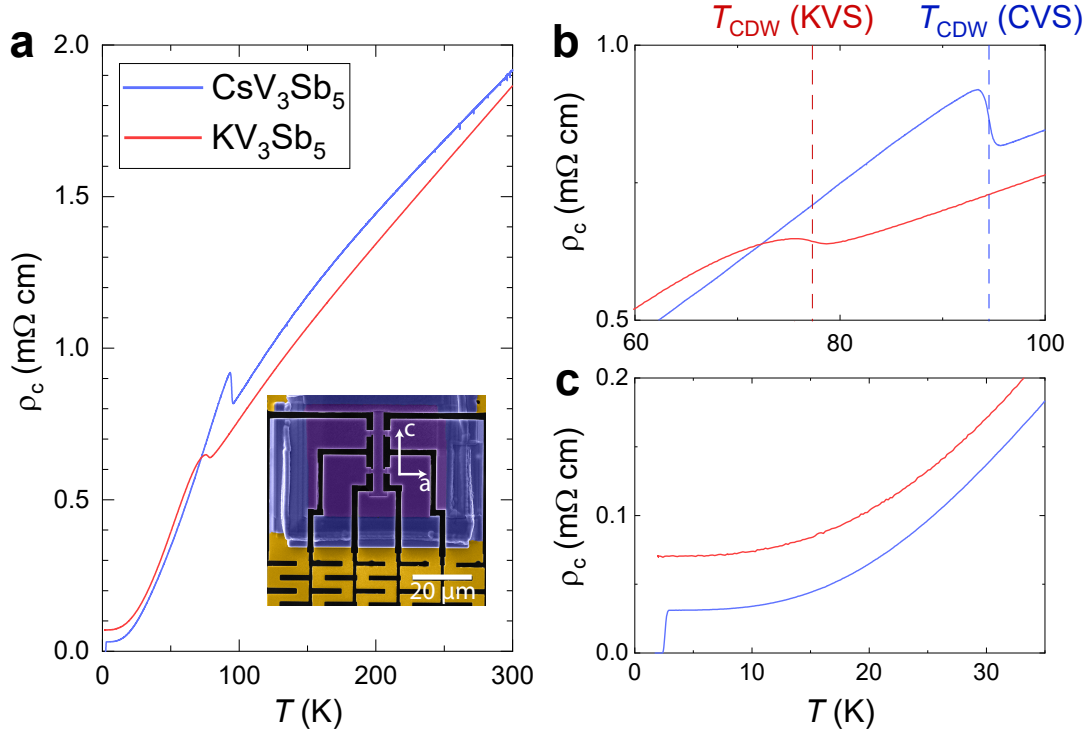 a
2.0
1.5
1.0
0.5
0.0
ρc (mΩ cm)
CsV3Sb5
KV3Sb5
c
a
20 µm
0
100
200
300
T (K)
TCDW (KVS)
TCDW (CVS)
b
1.0
0.5
ρc (mΩ cm)
60
80
100
c
0.2
0.1
0.0
ρc (mΩ cm)
0
10
20
30
T (K)